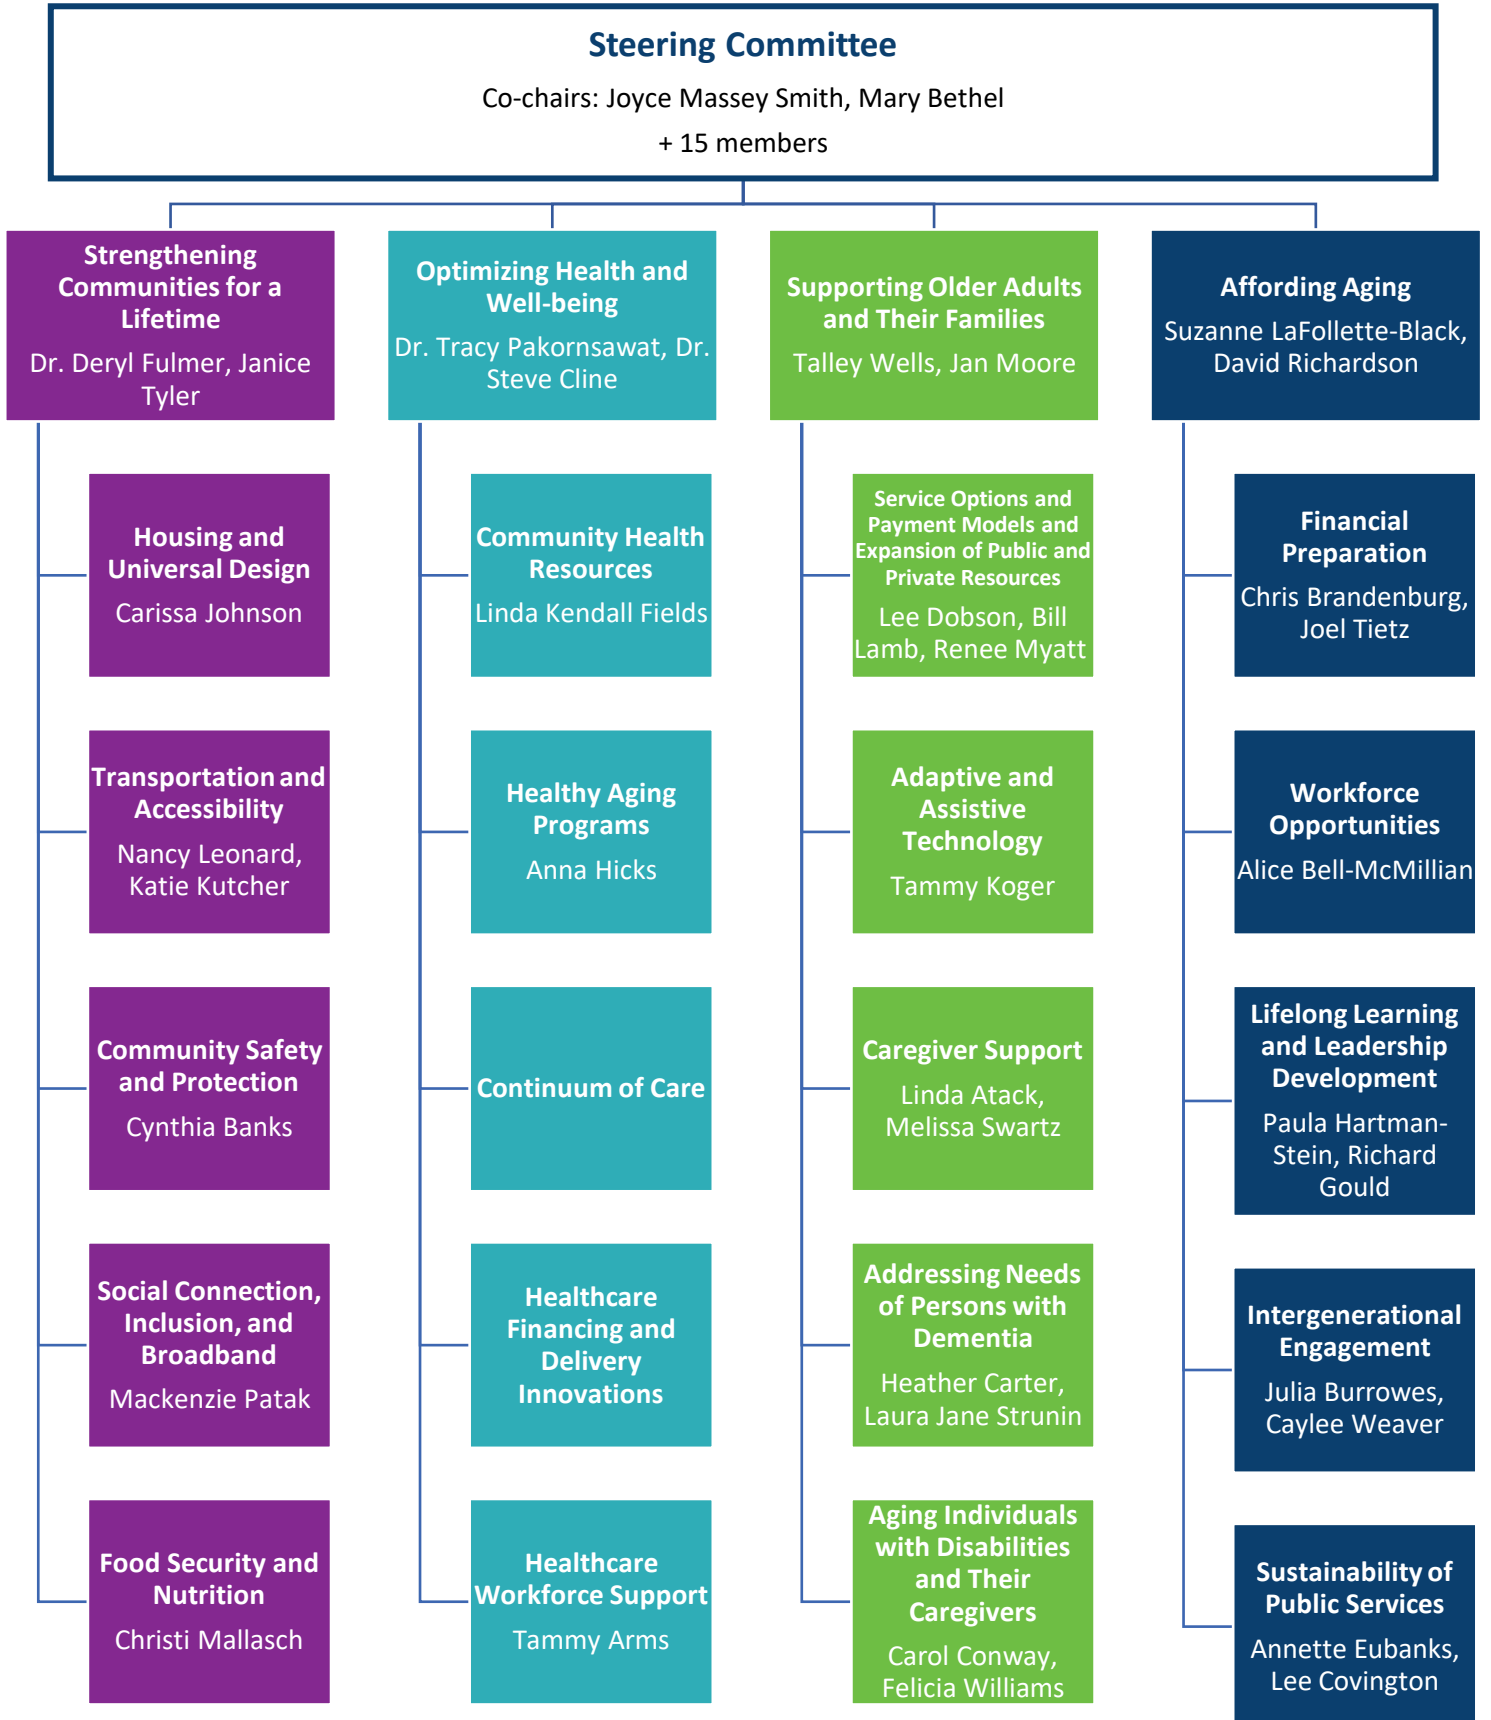 Steering Committee
Co-chairs: Joyce Massey Smith, Mary Bethel
+ 15 members
Strengthening
Communities for a
Lifetime
Dr. Deryl Fulmer, Janice
Tyler
Housing and
Universal Design
Carissa Johnson
Transportation and
Accessibility
Nancy Leonard,
Katie Kutcher
Community Safety
and Protection
Cynthia Banks
Social Connection,
Inclusion, and
Broadband
Mackenzie Patak
Food Security and
Nutrition
Christi Mallasch
Optimizing Health and
Well-being
Dr. Tracy Pakornsawat, Dr.
Steve Cline
Community Health
Resources
Linda Kendall Fields
Healthy Aging
Programs
Anna Hicks
Continuum of Care
Healthcare
Financing and
Delivery
Innovations
Healthcare
Workforce Support
Tammy Arms
Supporting Older Adults
and Their Families
Talley Wells, Jan Moore
Service Options and
Payment Models and
Expansion of Public and
Private Resources
Lee Dobson, Bill
Lamb, Renee Myatt
Adaptive and
Assistive
Technology
Tammy Koger
Caregiver Support
Linda Atack,
Melissa Swartz
Addressing Needs
of Persons with
Dementia
Heather Carter,
Laura Jane Strunin
Aging Individuals
with Disabilities
and Their
Caregivers
Carol Conway,
Felicia Williams
Affording Aging
Suzanne LaFollette-Black,
David Richardson
Financial
Preparation
Chris Brandenburg,
Joel Tietz
Workforce
Opportunities
Alice Bell-McMillian
Lifelong Learning
and Leadership
Development
Paula Hartman-
Stein, Richard
Gould
Intergenerational
Engagement
Julia Burrowes,
Caylee Weaver
Sustainability of
Public Services
Annette Eubanks,
Lee Covington